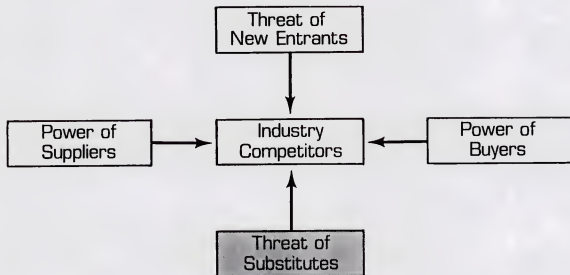 Threat of
New Entrants
Power of
Suppliers
Industry
Competitors
Power of
Buyers
Threat of
Substitutes